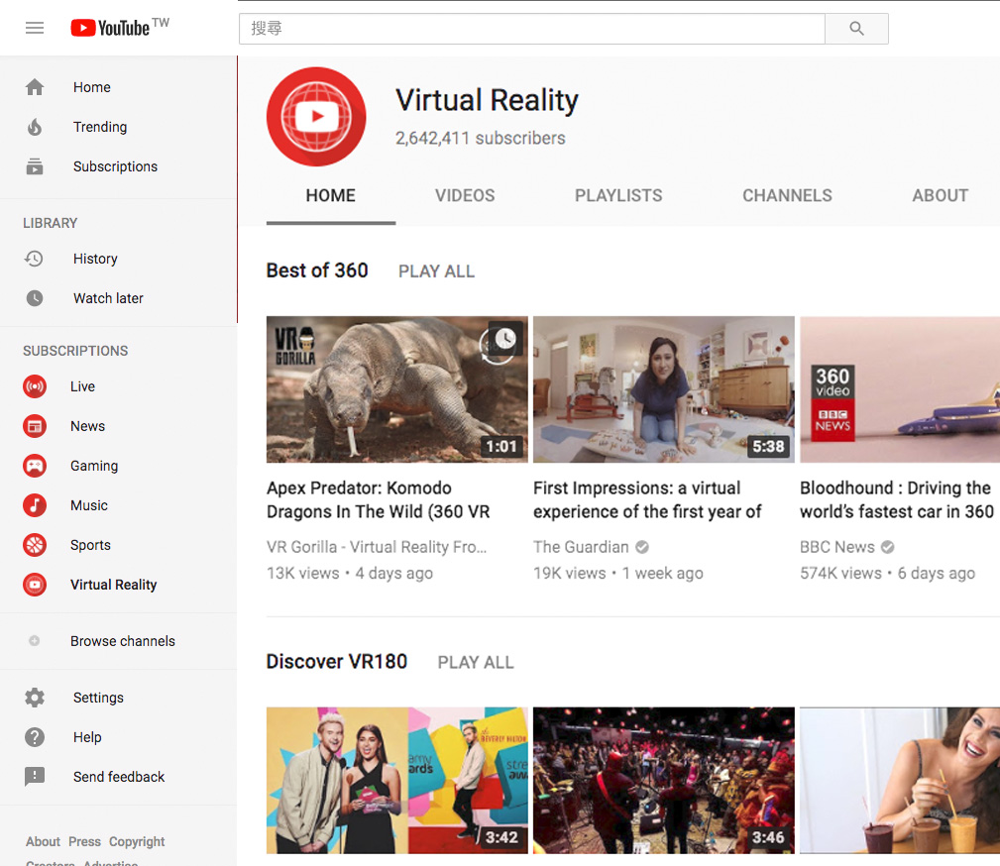 YouTube TW
搜尋
Home
Trending
Subscriptions
LIBRARY
History
Watch later
SUBSCRIPTIONS
Live
News
Gaming
Music
Sports
Virtual Reality
Browse channels
Settings
Help
Send feedback
About Press Copyright
Creators Advertise
Virtual Reality
2,642,411 subscribers
HOME VIDEOS PLAYLISTS CHANNELS ABOUT
Best of 360 PLAY ALL
VR
GORILLA
1:01
Apex Predator: Komodo
Dragons In The Wild (360 VR
VR Gorilla - Virtual Reality Fro...
13K views • 4 days ago
5:38
First Impressions: a virtual
experience of the first year of
The Guardian
19K views • 1 week ago
360
video
BBC
NEWS
Bloodhound : Driving the
world’s fastest car in 360
BBC News
574K views • 6 days ago
Discover VR180 PLAY ALL
BEVERLY HILTON
3:42
3:46